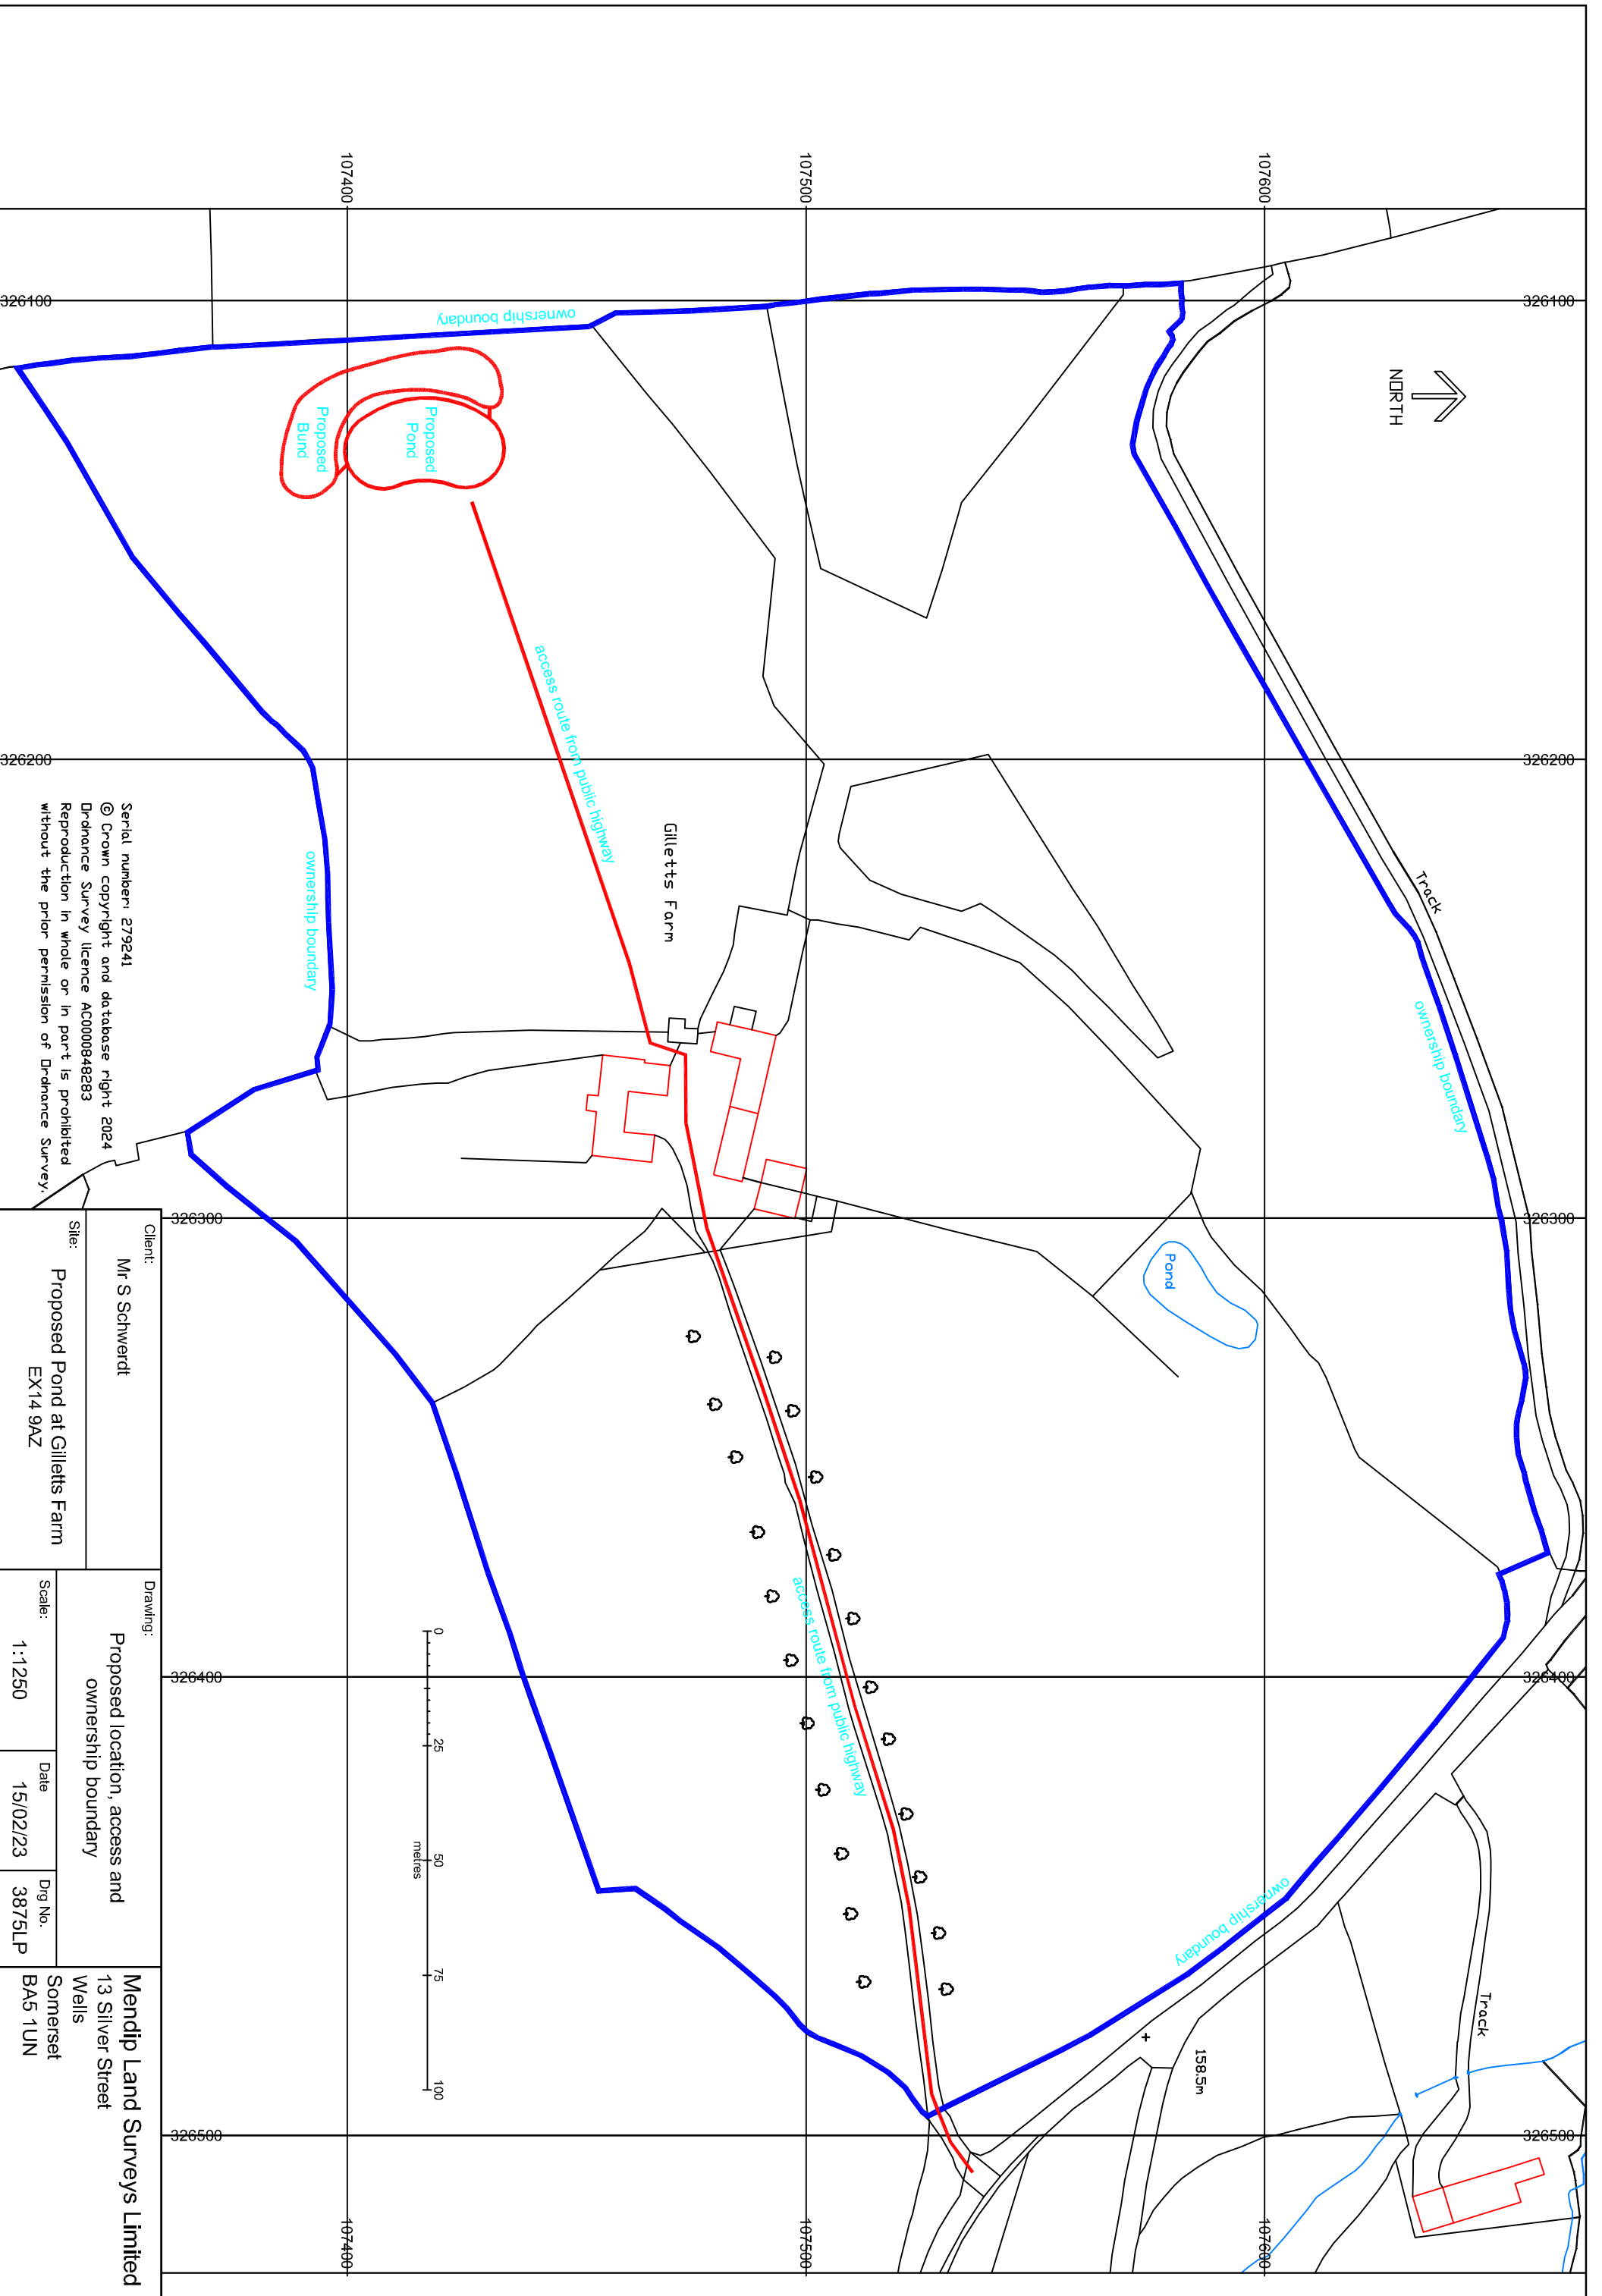 107400
107500
107600
326100
326100
NORTH
ownership boundary
Proposed
Bund
Proposed
Pond
access route from public highway
326200
326200
Gilletts Farm
Track
ownership boundary
ownership boundary
Pond
326300
326300
access route from public highway
326400
326400
0
25
50
75
100
metres
ownership boundary
Track
158.5m
326500
326500
107400
107500
107600
Serial number: 279241
© Crown copyright and database right 2024
Ordnance Survey licence AC0000848283
Reproduction in whole or in part is prohibited
without the prior permission of Ordnance Survey.
Client:
Mr S Schwerdt
Site:
Proposed Pond at Gilletts Farm
EX14 9AZ
Drawing:
Proposed location, access and
ownership boundary
Scale:
1:1250
Date
15/02/23
Drg No.
3875LP
Mendip Land Surveys Limited
13 Silver Street
Wells
Somerset
BA5 1UN